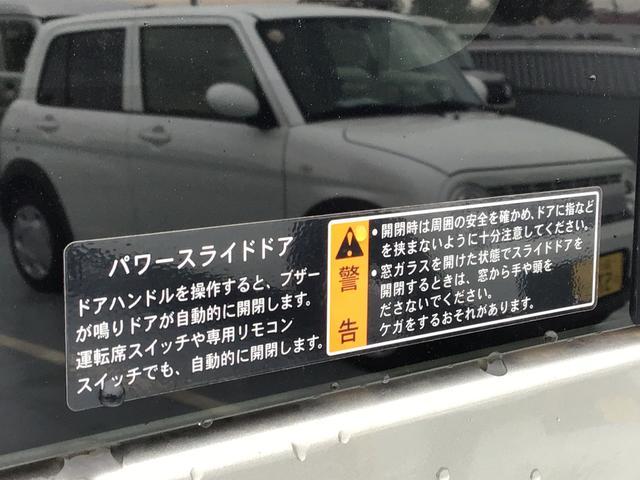 パワースライドドア
ドアハンドルを操作すると、ブザー
が鳴りドアが自動的に開閉します。
運転席スイッチや専用リモコン
スイッチでも、自動的に開閉します。
警告
・開閉時は周囲の安全を確かめ、ドアに指など
を挟まないように十分注意してください。
・窓ガラスを開けた状態でスライドドアを
開閉するときは、窓から手や頭を
ださないでください。
ケガをするおそれがあります。